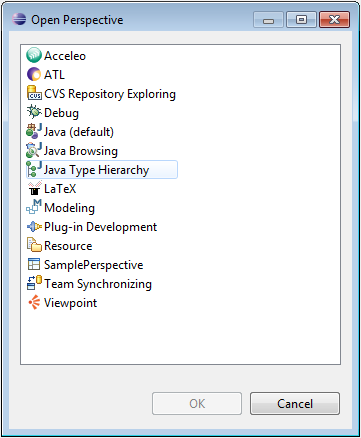 Open Perspective
Acceleo
ATL
CVS Repository Exploring
Debug
Java (default)
Java Browsing
Java Type Hierarchy
LaTeX
Modeling
Plug-in Development
Resource
SamplePerspective
Team Synchronizing
Viewpoint
OK
Cancel